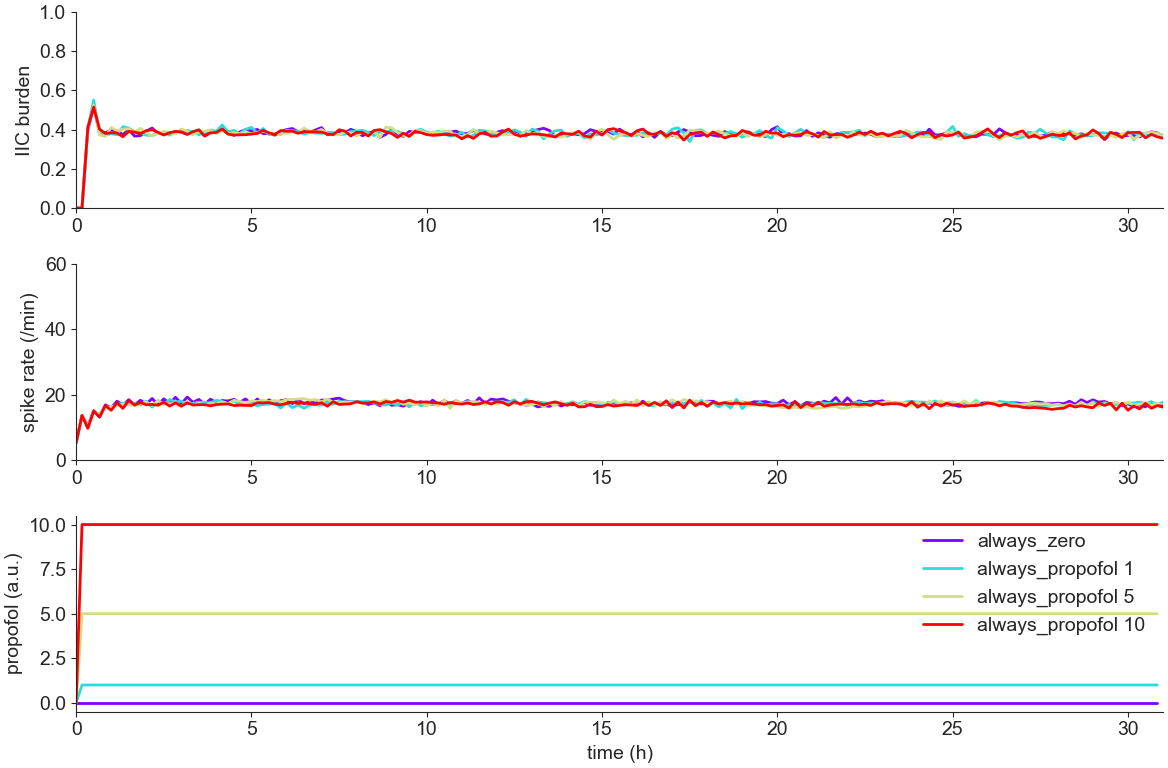 IIC burden
1.0
0.8
0.6
0.4
0.2
0.0
0 5 10 15 20 25 30
spike rate (/min)
60
40
20
0
0 5 10 15 20 25 30
propofol (a.u.)
10.0
7.5
5.0
2.5
0.0
always_zero
always_propofol 1
always_propofol 5
always_propofol 10
0 5 10 15 20 25 30
time (h)